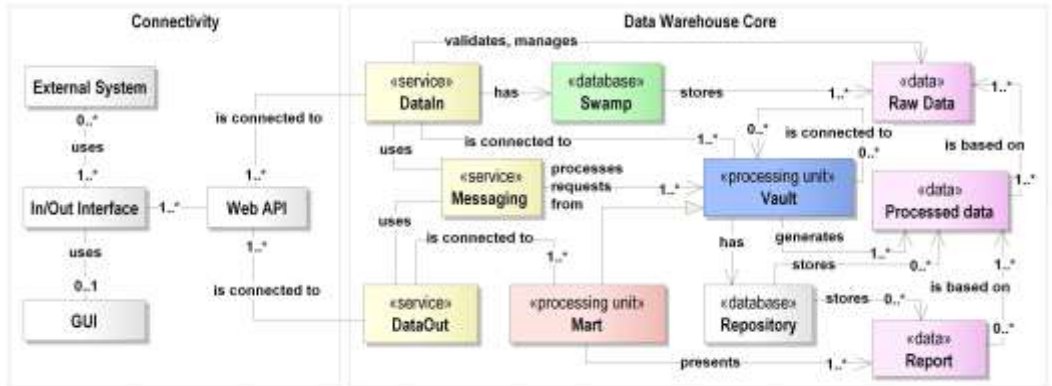 Connectivity
Data Warehouse Core
validates, manages
External System
«service»
DataIn
has
«database»
Swamp
stores
1..*
«data»
Raw Data
1..*
0..*
is connected to
uses
is connected to
1..*
0..*
is connected to
0..*
is based on
1..*
uses
«service»
Messaging
processes
requests
from
1..*
«processing unit»
Vault
«data»
Processed data
1..*
In/Out Interface
1..*
Web API
1..*
1..*
uses
is connected to
has
generates
1..*
uses
1..*
stores
0..*
1..*
0..1
is connected to
is based on
GUI
«service»
DataOut
«processing unit»
Mart
«database»
Repository
stores
0..*
0..*
«data»
Report
presents
1..*